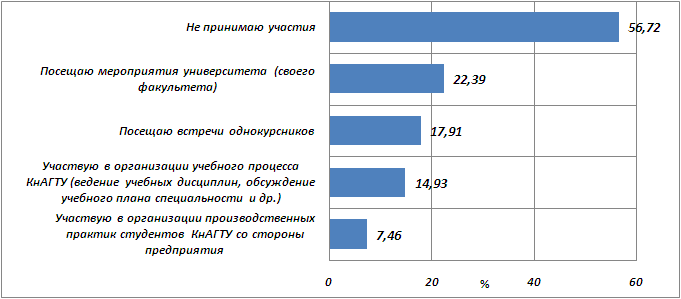 Не принимаю участия
56,72
Посещаю мероприятия университета (своего
факультета)
22,39
Посещаю встречи однокурсников
17,91
Участвую в организации учебного процесса
КнАГТУ (ведение учебных дисциплин, обсуждение
учебного плана специальности и др.)
14,93
Участвую в организации производственных
практик студентов КнАГТУ со стороны
предприятия
7,46
0 20 % 40 60